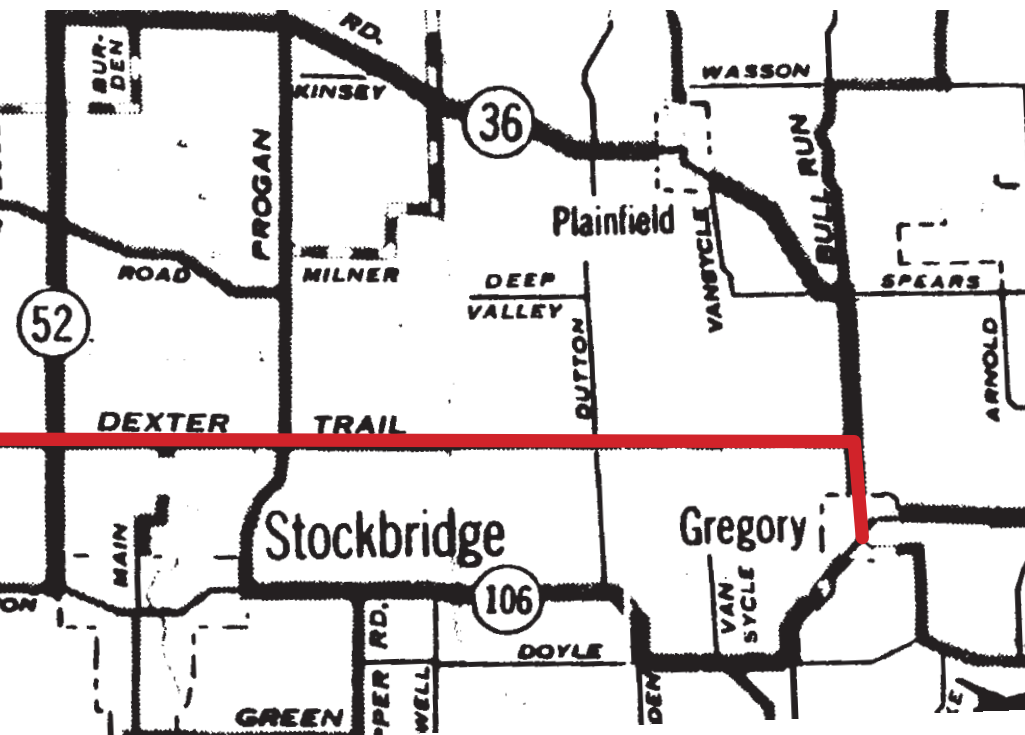 RD.
BUR-
DEN
KINSEY
WASSON
36
PROGAN
BULL RUN
Plainfield
VANSYCLE
ROAD
MILNER
DEEP
VALLEY
SPEARS
52
DUTTON
ARNOLD
DEXTER TRAIL
MAIN
Stockbridge
Gregory
106
VAN
SYCLE
RD.
DOYLE
GREEN